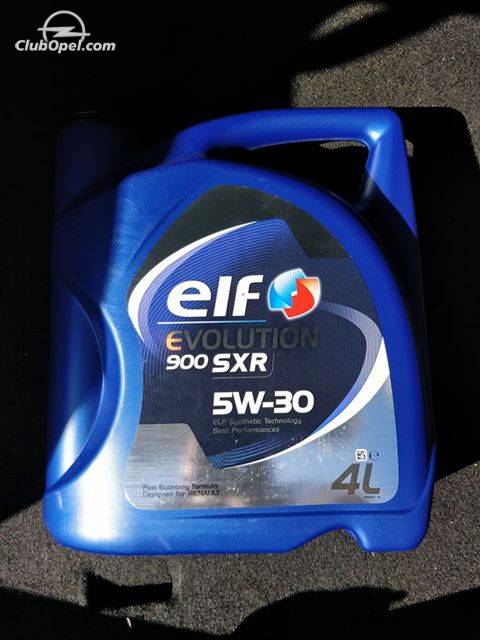 ClubOpel.com
elf
EVOLUTION
900 SXR
5W-30
ELF Synthetic Technology
Best Performances
Fuel Economy formula
Designed for RENAULT
4L
e